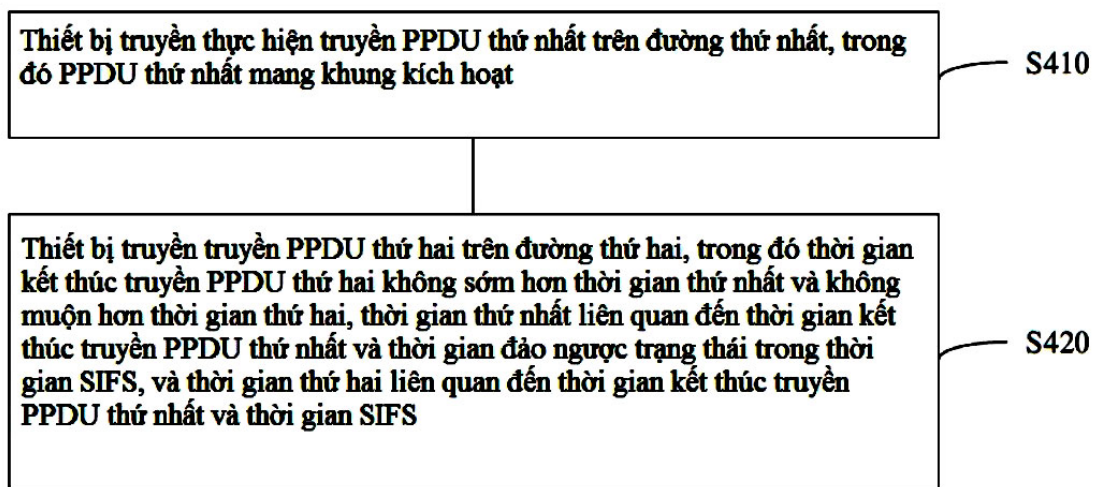 Thiết bị truyền thực hiện truyền PPDU thứ nhất trên đường thứ nhất, trong
đó PPDU thứ nhất mang khung kích hoạt
S410
Thiết bị truyền truyền PPDU thứ hai trên đường thứ hai, trong đó thời gian
kết thúc truyền PPDU thứ hai không sớm hơn thời gian thứ nhất và không
muộn hơn thời gian thứ hai, thời gian thứ nhất liên quan đến thời gian kết
thúc truyền PPDU thứ nhất và thời gian đảo ngược trạng thái trong thời
gian SIFS, và thời gian thứ hai liên quan đến thời gian kết thúc truyền
PPDU thứ nhất và thời gian SIFS
S420